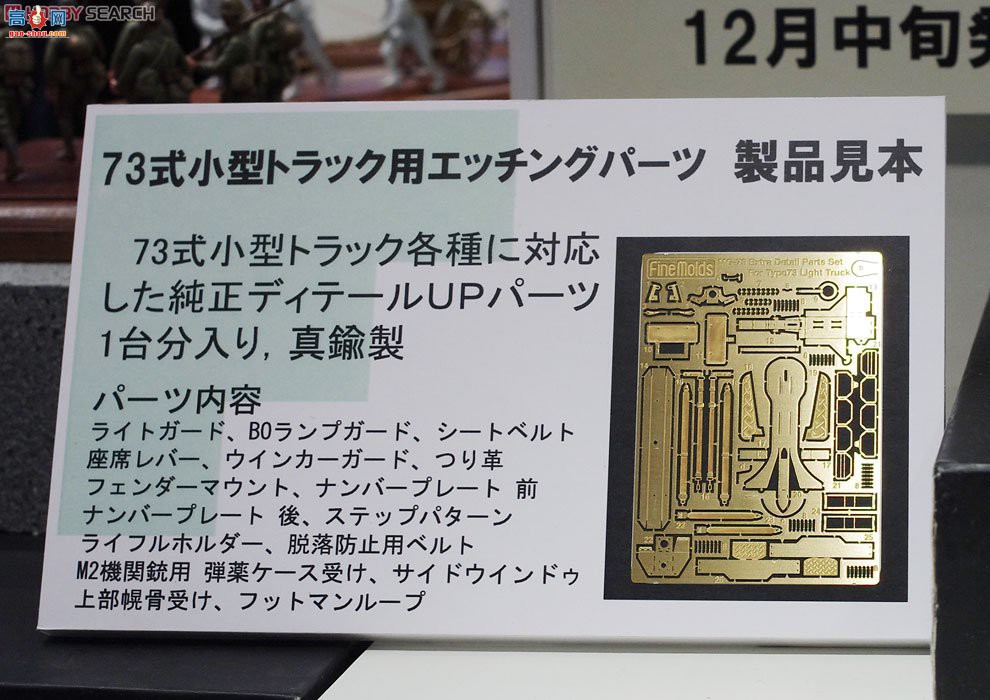 HOBBY SEARCH
高手网
gao-shou.com
12月中旬発
73式小型トラック用エッチングパーツ 製品見本
73式小型トラック各種に対応
した純正ディテールUPパーツ
1台分入り, 真鍮製
パーツ内容
ライトガード、BOランプガード、シートベルト
座席レバー、ウインカーガード、つり革
フェンダーマウント、ナンバープレート 前
ナンバープレート 後、ステップパターン
ライフルホルダー、脱落防止用ベルト
M2機関銃用 弾薬ケース受け、サイドウインドゥ
上部幌骨受け、フットマンループ
FineMolds
Extra Detail Parts Set
For Type73 Light Truck